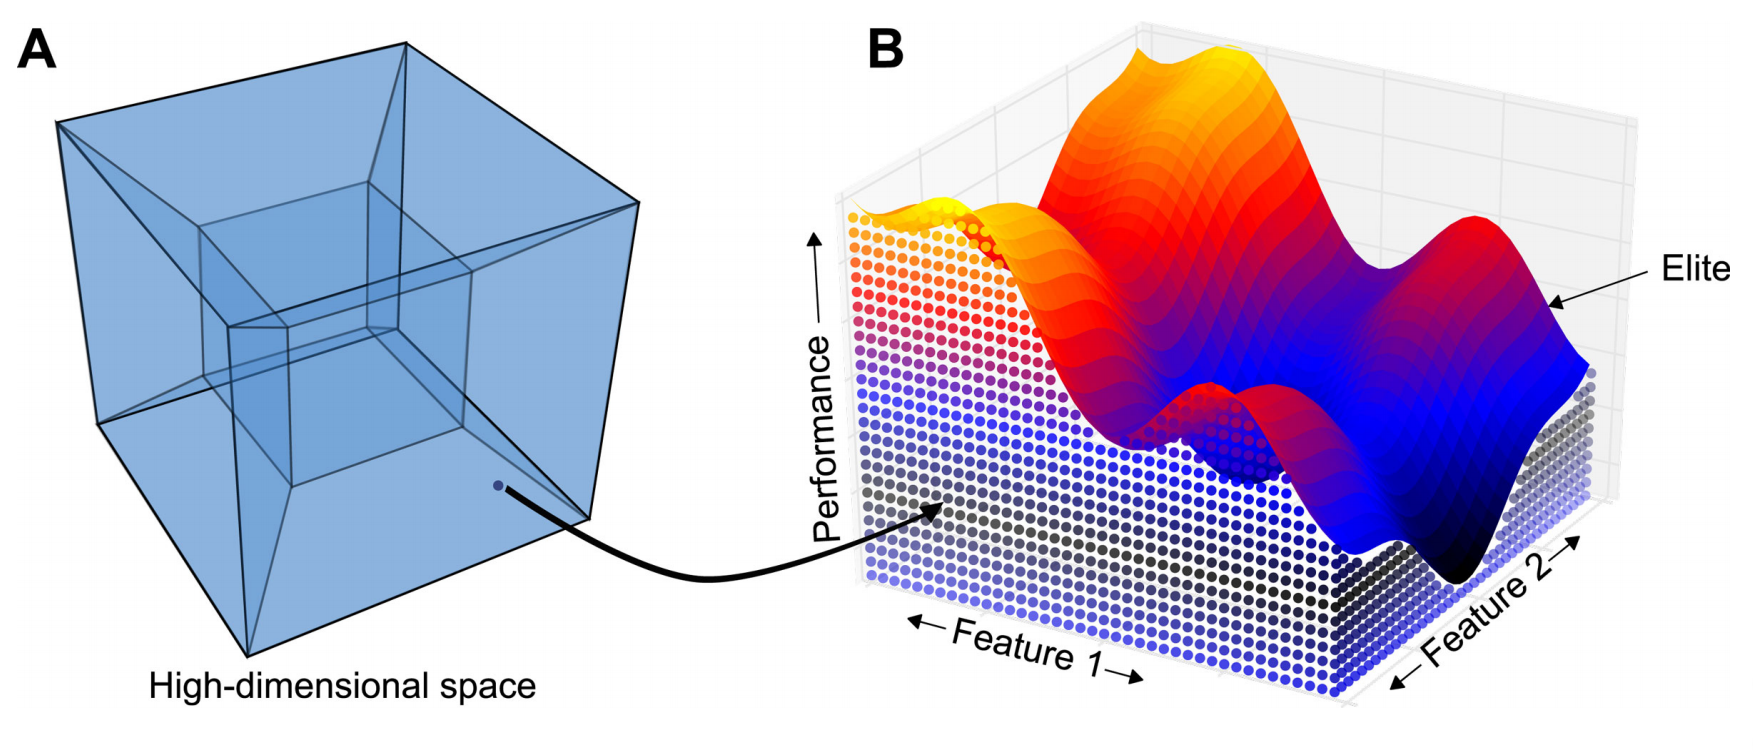 A
B
Elite
Performance
Feature 1
Feature 2
High-dimensional space